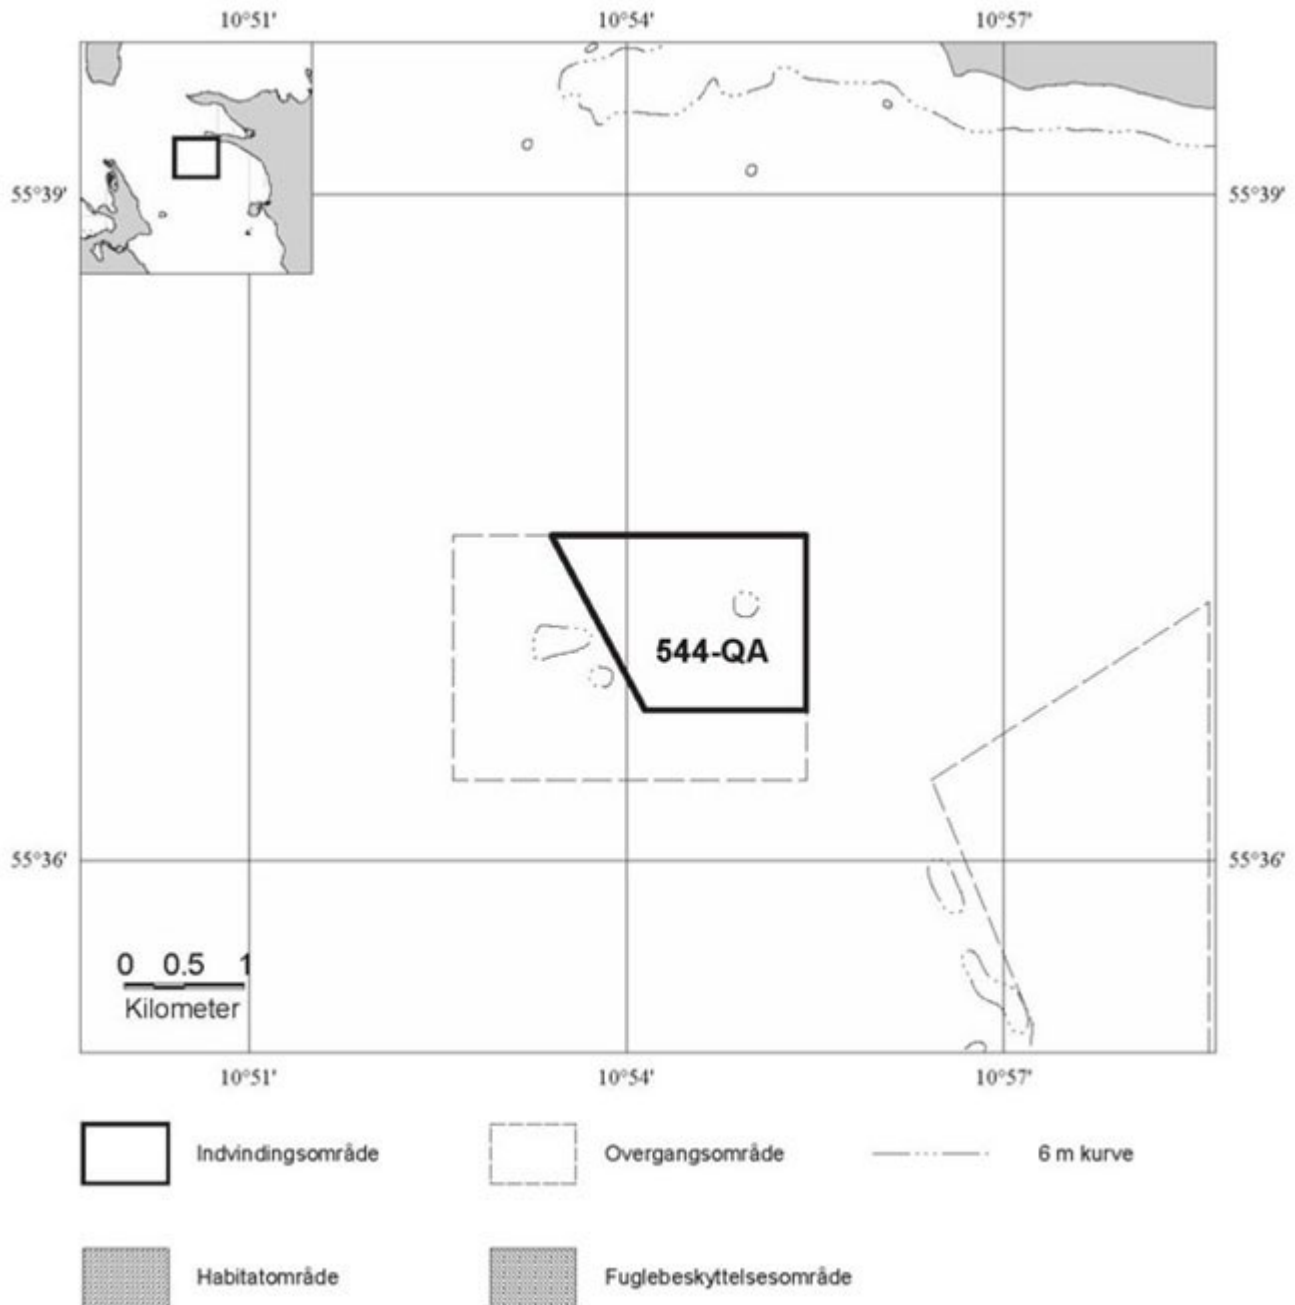 10°51' 10°54' 10°57'
55°39' 55°39'
544-QA
55°36' 55°36'
0 0.5 1
Kilometer
10°51' 10°54' 10°57'
Indvindingsområde Overgangsområde 6 m kurve
Habitatområde Fuglebeskyttelsesområde